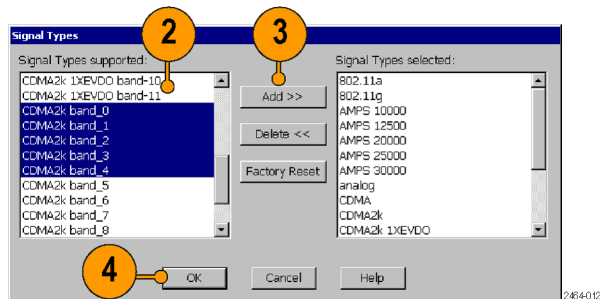 Signal Types
2
3
Signal Types supported:
Signal Types selected:
CDMA2k 1XEVDO band-10
CDMA2k 1XEVDO band-11
CDMA2k band_0
CDMA2k band_1
CDMA2k band_2
CDMA2k band_3
CDMA2k band_4
CDMA2k band_5
CDMA2k band_6
CDMA2k band_7
CDMA2k band_8
Add >>
Delete <<
Factory Reset
802.11a
802.11g
AMPS 10000
AMPS 12500
AMPS 20000
AMPS 25000
AMPS 30000
analog
CDMA
CDMA2k
CDMA2k 1XEVDO
4
OK
Cancel
Help
2464-012